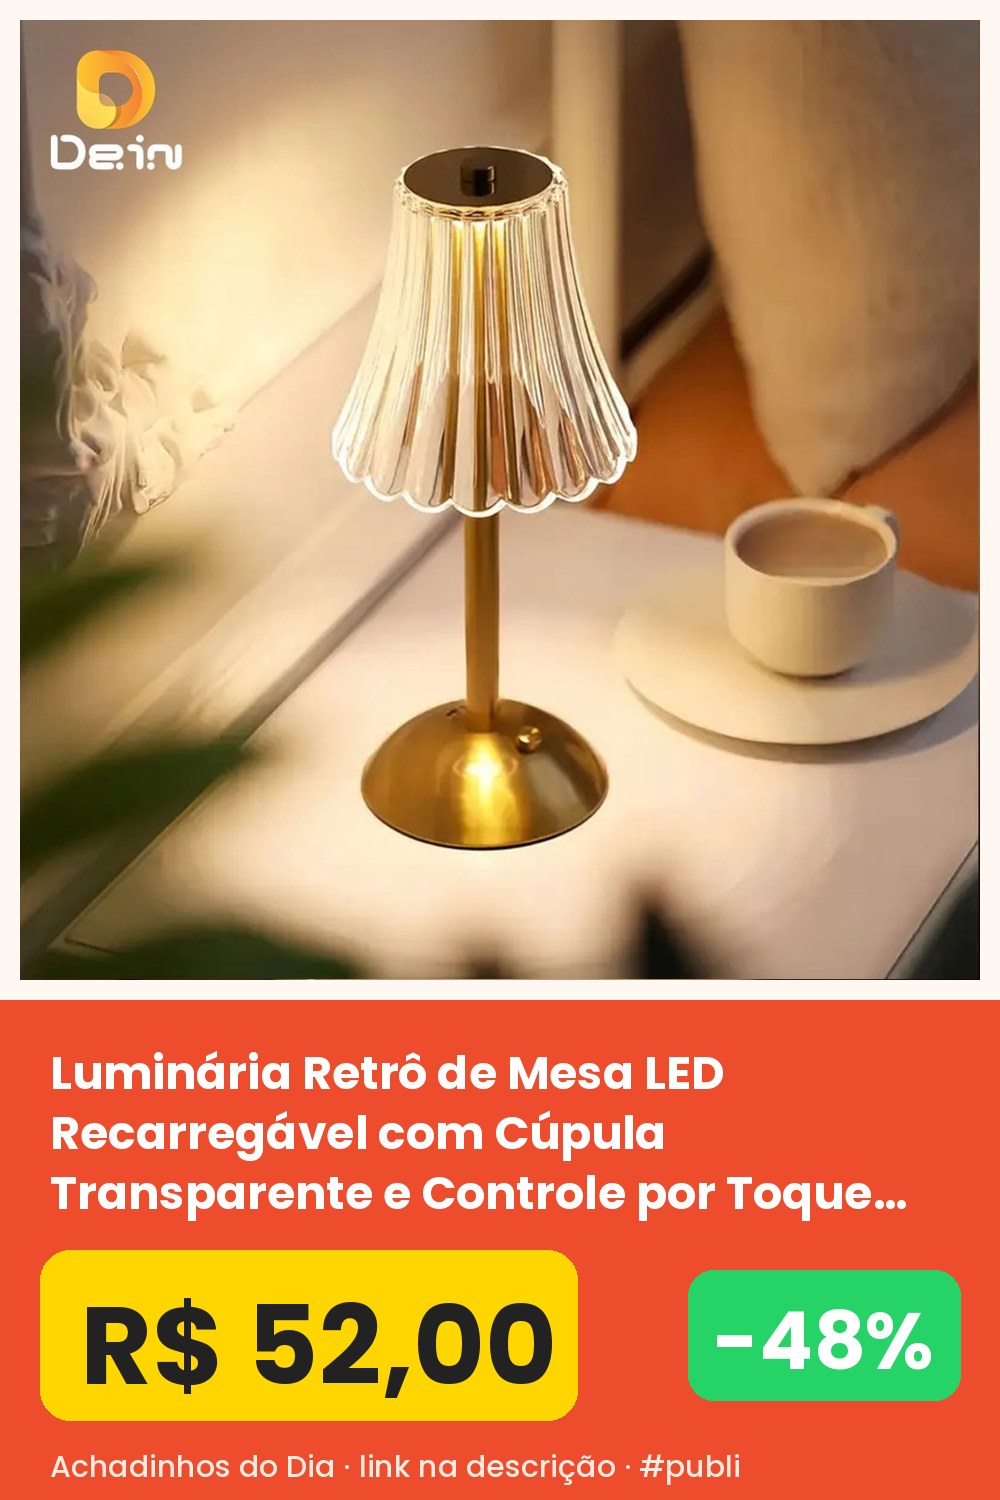 Dein
Luminária Retrô de Mesa LED
Recarregável com Cúpula
Transparente e Controle por Toque...
R$ 52,00
-48%
Achadinhos do Dia · link na descrição · #publi